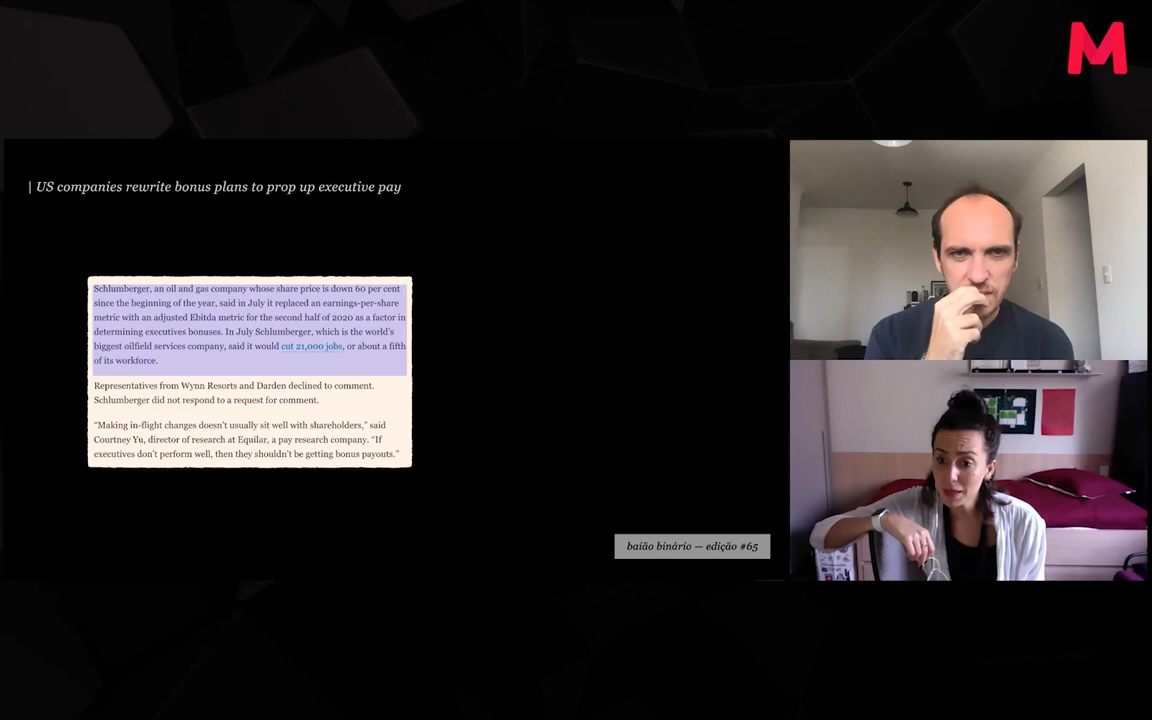 M
| US companies rewrite bonus plans to prop up executive pay
Schlumberger, an oil and gas company whose share price is down 60 per cent
since the beginning of the year, said in July it replaced an earnings-per-share
metric with an adjusted Ebitda metric for the second half of 2020 as a factor in
determining executives bonuses. In July Schlumberger, which is the world's
biggest oilfield services company, said it would cut 21,000 jobs, or about a fifth
of its workforce.
Representatives from Wynn Resorts and Darden declined to comment.
Schlumberger did not respond to a request for comment.
“Making in-flight changes doesn't usually sit well with shareholders,” said
Courtney Yu, director of research at Equilar, a pay research company. “If
executives don't perform well, then they shouldn't be getting bonus payouts.”
baião binário — edição #65